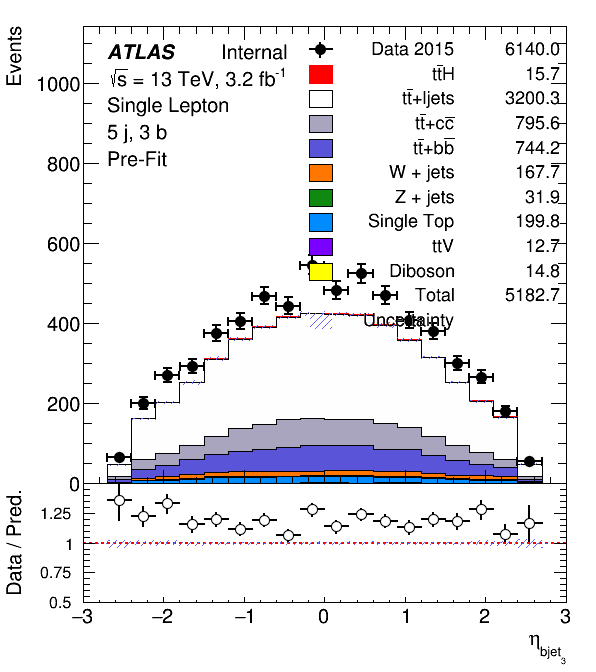 Events
ATLAS Internal
√s = 13 TeV, 3.2 fb⁻¹
Single Lepton
5 j, 3 b
Pre-Fit
Data 2015 6140.0
tt̄H 15.7
tt̄+ljets 3200.3
tt̄+cc̄ 795.6
tt̄+bb̄ 744.2
W + jets 167.7
Z + jets 31.9
Single Top 199.8
ttV 12.7
Diboson 14.8
Total 5182.7
Uncertainty
1000
800
600
400
200
0
Data / Pred.
1.25
1
0.75
0.5
−3 −2 −1 0 1 2 3
η_bjet₃